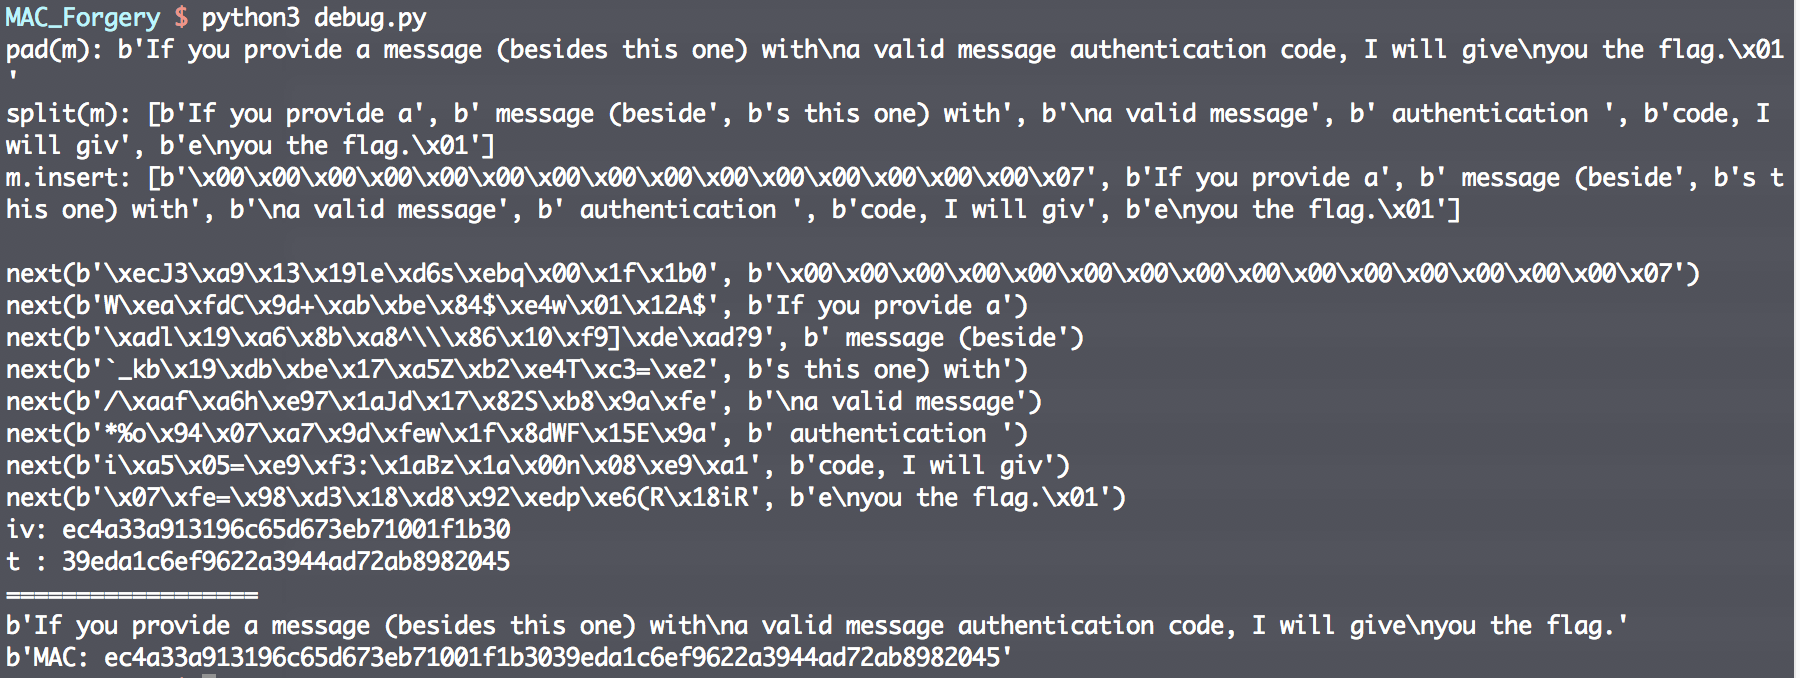 MAC_Forgery $ python3 debug.py
pad(m): b'If you provide a message (besides this one) with\na valid message authentication code, I will give\nyou the flag.\x01
'
split(m): [b'If you provide a', b' message (beside', b's this one) with', b'\na valid message', b' authentication ', b'code, I
will giv', b'e\nyou the flag.\x01']
m.insert: [b'\x00\x00\x00\x00\x00\x00\x00\x00\x00\x00\x00\x00\x00\x00\x00\x07', b'If you provide a', b' message (beside', b's t
his one) with', b'\na valid message', b' authentication ', b'code, I will giv', b'e\nyou the flag.\x01']
next(b'\xecJ3\xa9\x13\x19le\xd6s\xebq\x00\x1f\x1b0', b'\x00\x00\x00\x00\x00\x00\x00\x00\x00\x00\x00\x00\x00\x00\x00\x07')
next(b'W\xea\xfdC\x9d+\xab\xbe\x84$\xe4w\x01\x12A$', b'If you provide a')
next(b'\xadl\x19\xa6\x8b\xa8^\\\x86\x10\xf9]\xde\xad?9', b' message (beside')
next(b'`_kb\x19\xdb\xbe\x17\xa5Z\xb2\xe4T\xc3=\xe2', b's this one) with')
next(b'/\xaaf\xa6h\xe97\x1aJd\x17\x82S\xb8\x9a\xfe', b'\na valid message')
next(b'*%o\x94\x07\xa7\x9d\xfew\x1f\x8dWF\x15E\x9a', b' authentication ')
next(b'i\xa5\x05=\xe9\xf3:\x1aBz\x1a\x00n\x08\xe9\xa1', b'code, I will giv')
next(b'\x07\xfe=\x98\xd3\x18\xd8\x92\xedp\xe6(R\x18iR', b'e\nyou the flag.\x01')
iv: ec4a33a913196c65d673eb71001f1b30
t : 39eda1c6ef9622a3944ad72ab8982045
==================
b'If you provide a message (besides this one) with\na valid message authentication code, I will give\nyou the flag.'
b'MAC: ec4a33a913196c65d673eb71001f1b3039eda1c6ef9622a3944ad72ab8982045'